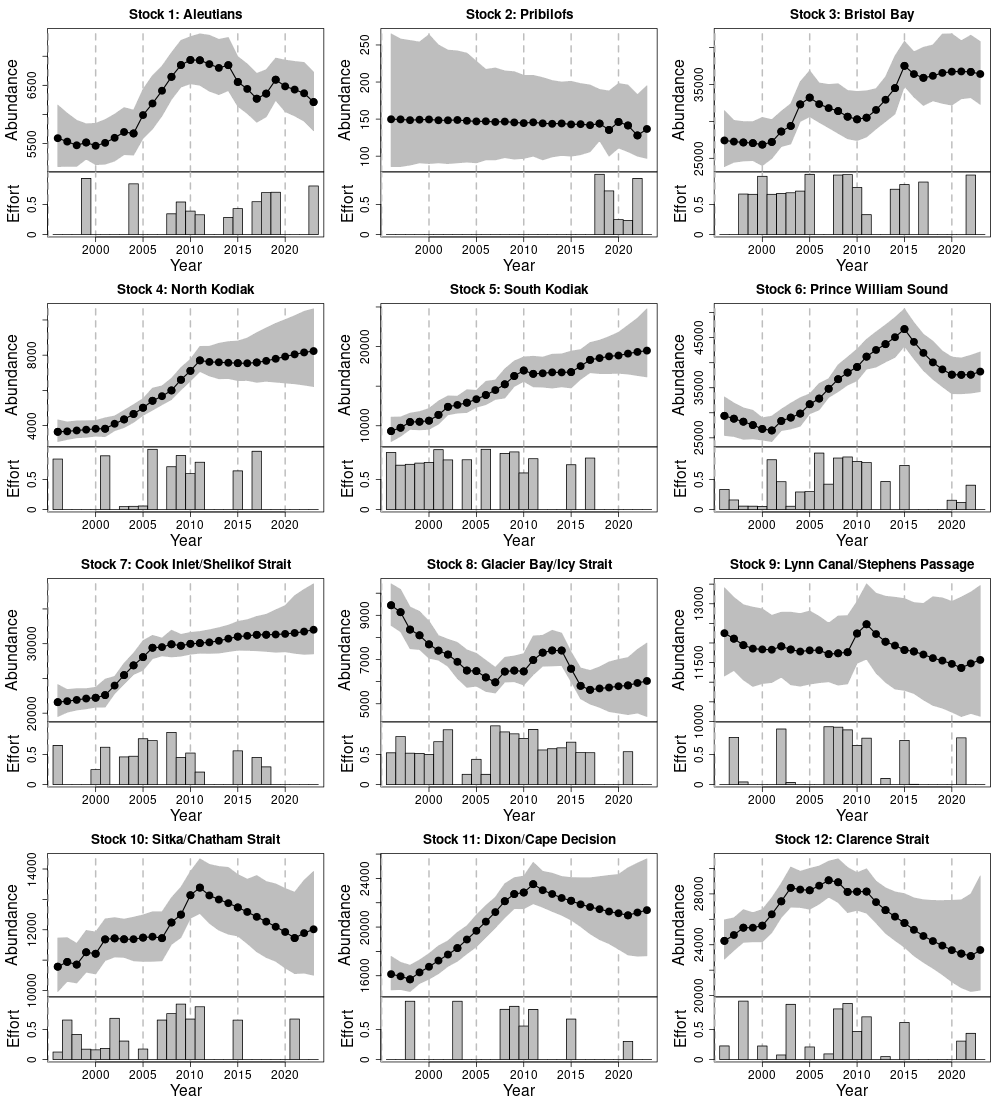 Stock 1: Aleutians
Abundance
5500
6500
Effort
0
0.5
2000 2005 2010 2015 2020
Year
Stock 2: Pribilofs
Abundance
100
150
200
250
Effort
0
0.5
2000 2005 2010 2015 2020
Year
Stock 3: Bristol Bay
Abundance
25000
35000
Effort
0
0.5
2000 2005 2010 2015 2020
Year
Stock 4: North Kodiak
Abundance
4000
8000
Effort
0
0.5
2000 2005 2010 2015 2020
Year
Stock 5: South Kodiak
Abundance
10000
20000
Effort
0
0.5
2000 2005 2010 2015 2020
Year
Stock 6: Prince William Sound
Abundance
25000
35000
45000
Effort
0
0.5
2000 2005 2010 2015 2020
Year
Stock 7: Cook Inlet/Shelikof Strait
Abundance
20000
30000
Effort
0
0.5
2000 2005 2010 2015 2020
Year
Stock 8: Glacier Bay/Icy Strait
Abundance
5000
7000
9000
Effort
0
0.5
2000 2005 2010 2015 2020
Year
Stock 9: Lynn Canal/Stephens Passage
Abundance
10000
11500
13000
Effort
0
0.5
2000 2005 2010 2015 2020
Year
Stock 10: Sitka/Chatham Strait
Abundance
10000
12000
14000
Effort
0
0.5
2000 2005 2010 2015 2020
Year
Stock 11: Dixon/Cape Decision
Abundance
16000
20000
24000
Effort
0
0.5
2000 2005 2010 2015 2020
Year
Stock 12: Clarence Strait
Abundance
20000
24000
28000
Effort
0
0.5
2000 2005 2010 2015 2020
Year